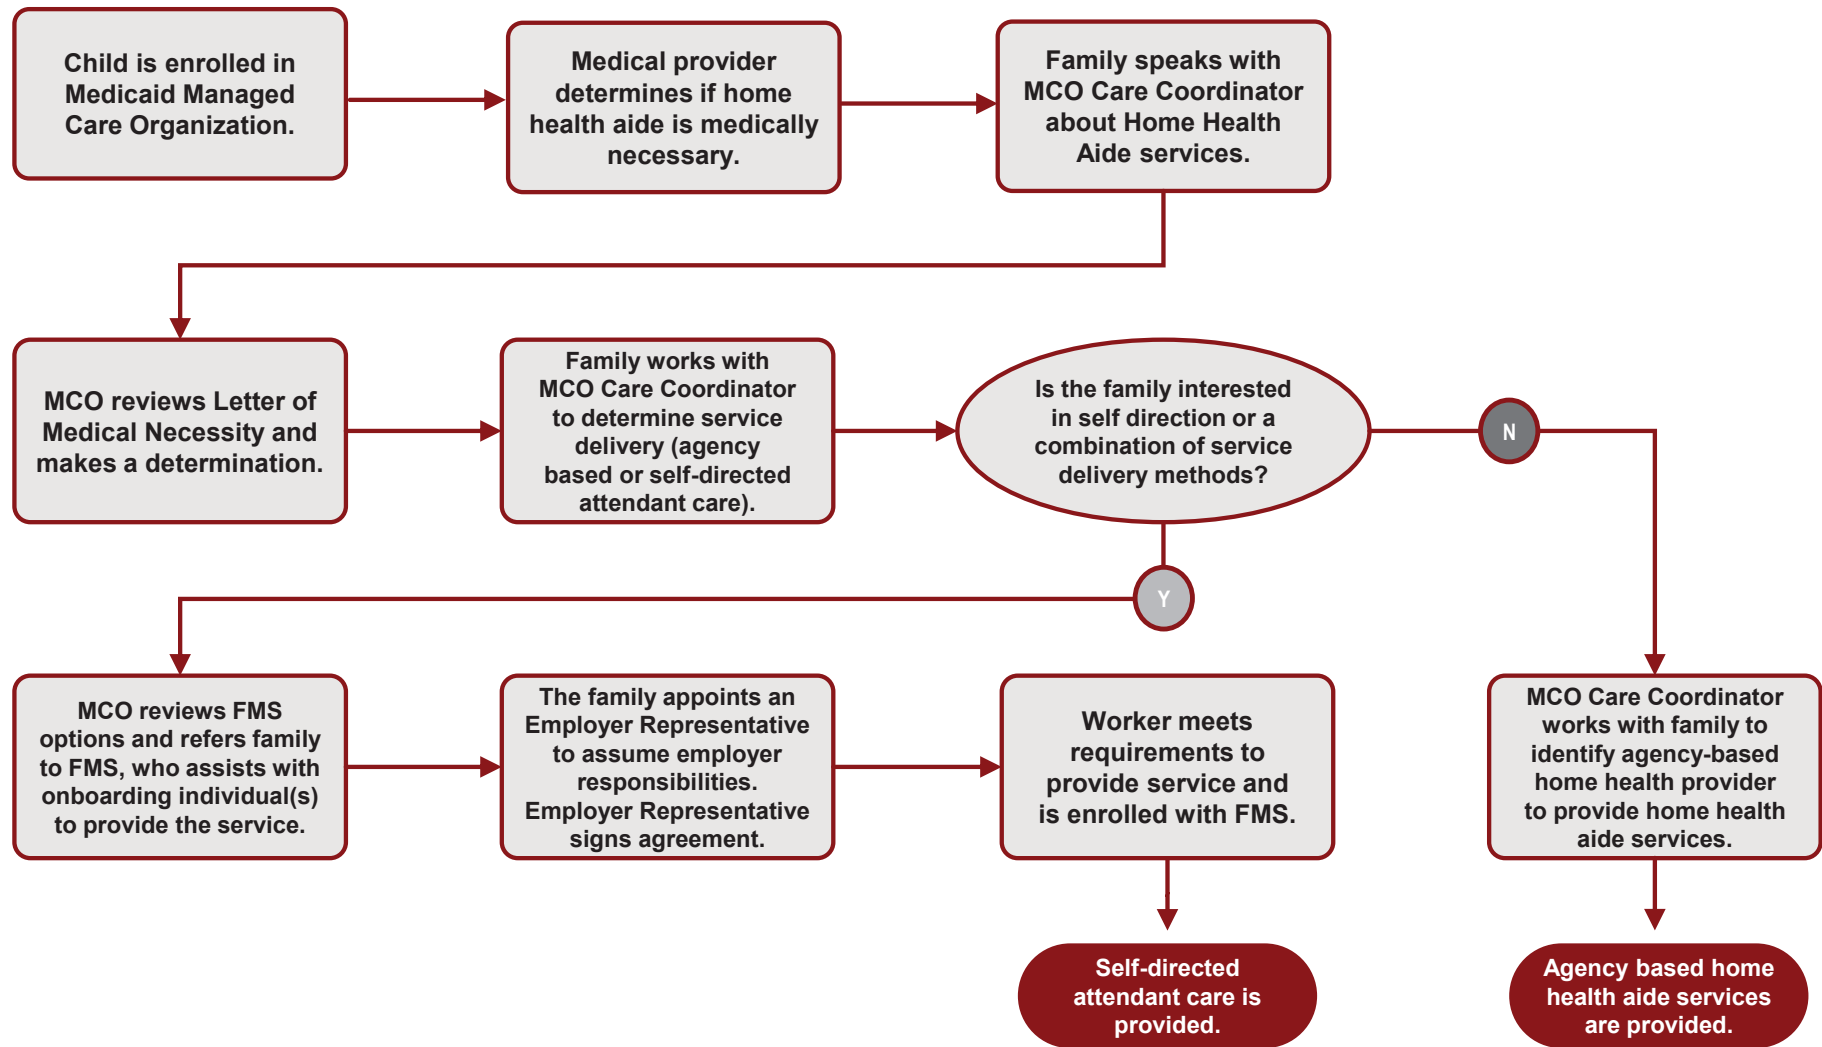 Child is enrolled in
Medicaid Managed
Care Organization.
Medical provider
determines if home
health aide is medically
necessary.
Family speaks with
MCO Care Coordinator
about Home Health
Aide services.
MCO reviews Letter of
Medical Necessity and
makes a determination.
Family works with
MCO Care Coordinator
to determine service
delivery (agency
based or self-directed
attendant care).
Is the family interested
in self direction or a
combination of service
delivery methods?
N
Y
MCO reviews FMS
options and refers family
to FMS, who assists with
onboarding individual(s)
to provide the service.
The family appoints an
Employer Representative
to assume employer
responsibilities.
Employer Representative
signs agreement.
Worker meets
requirements to
provide service and
is enrolled with FMS.
MCO Care Coordinator
works with family to
identify agency-based
home health provider
to provide home health
aide services.
Self-directed
attendant care is
provided.
Agency based home
health aide services
are provided.